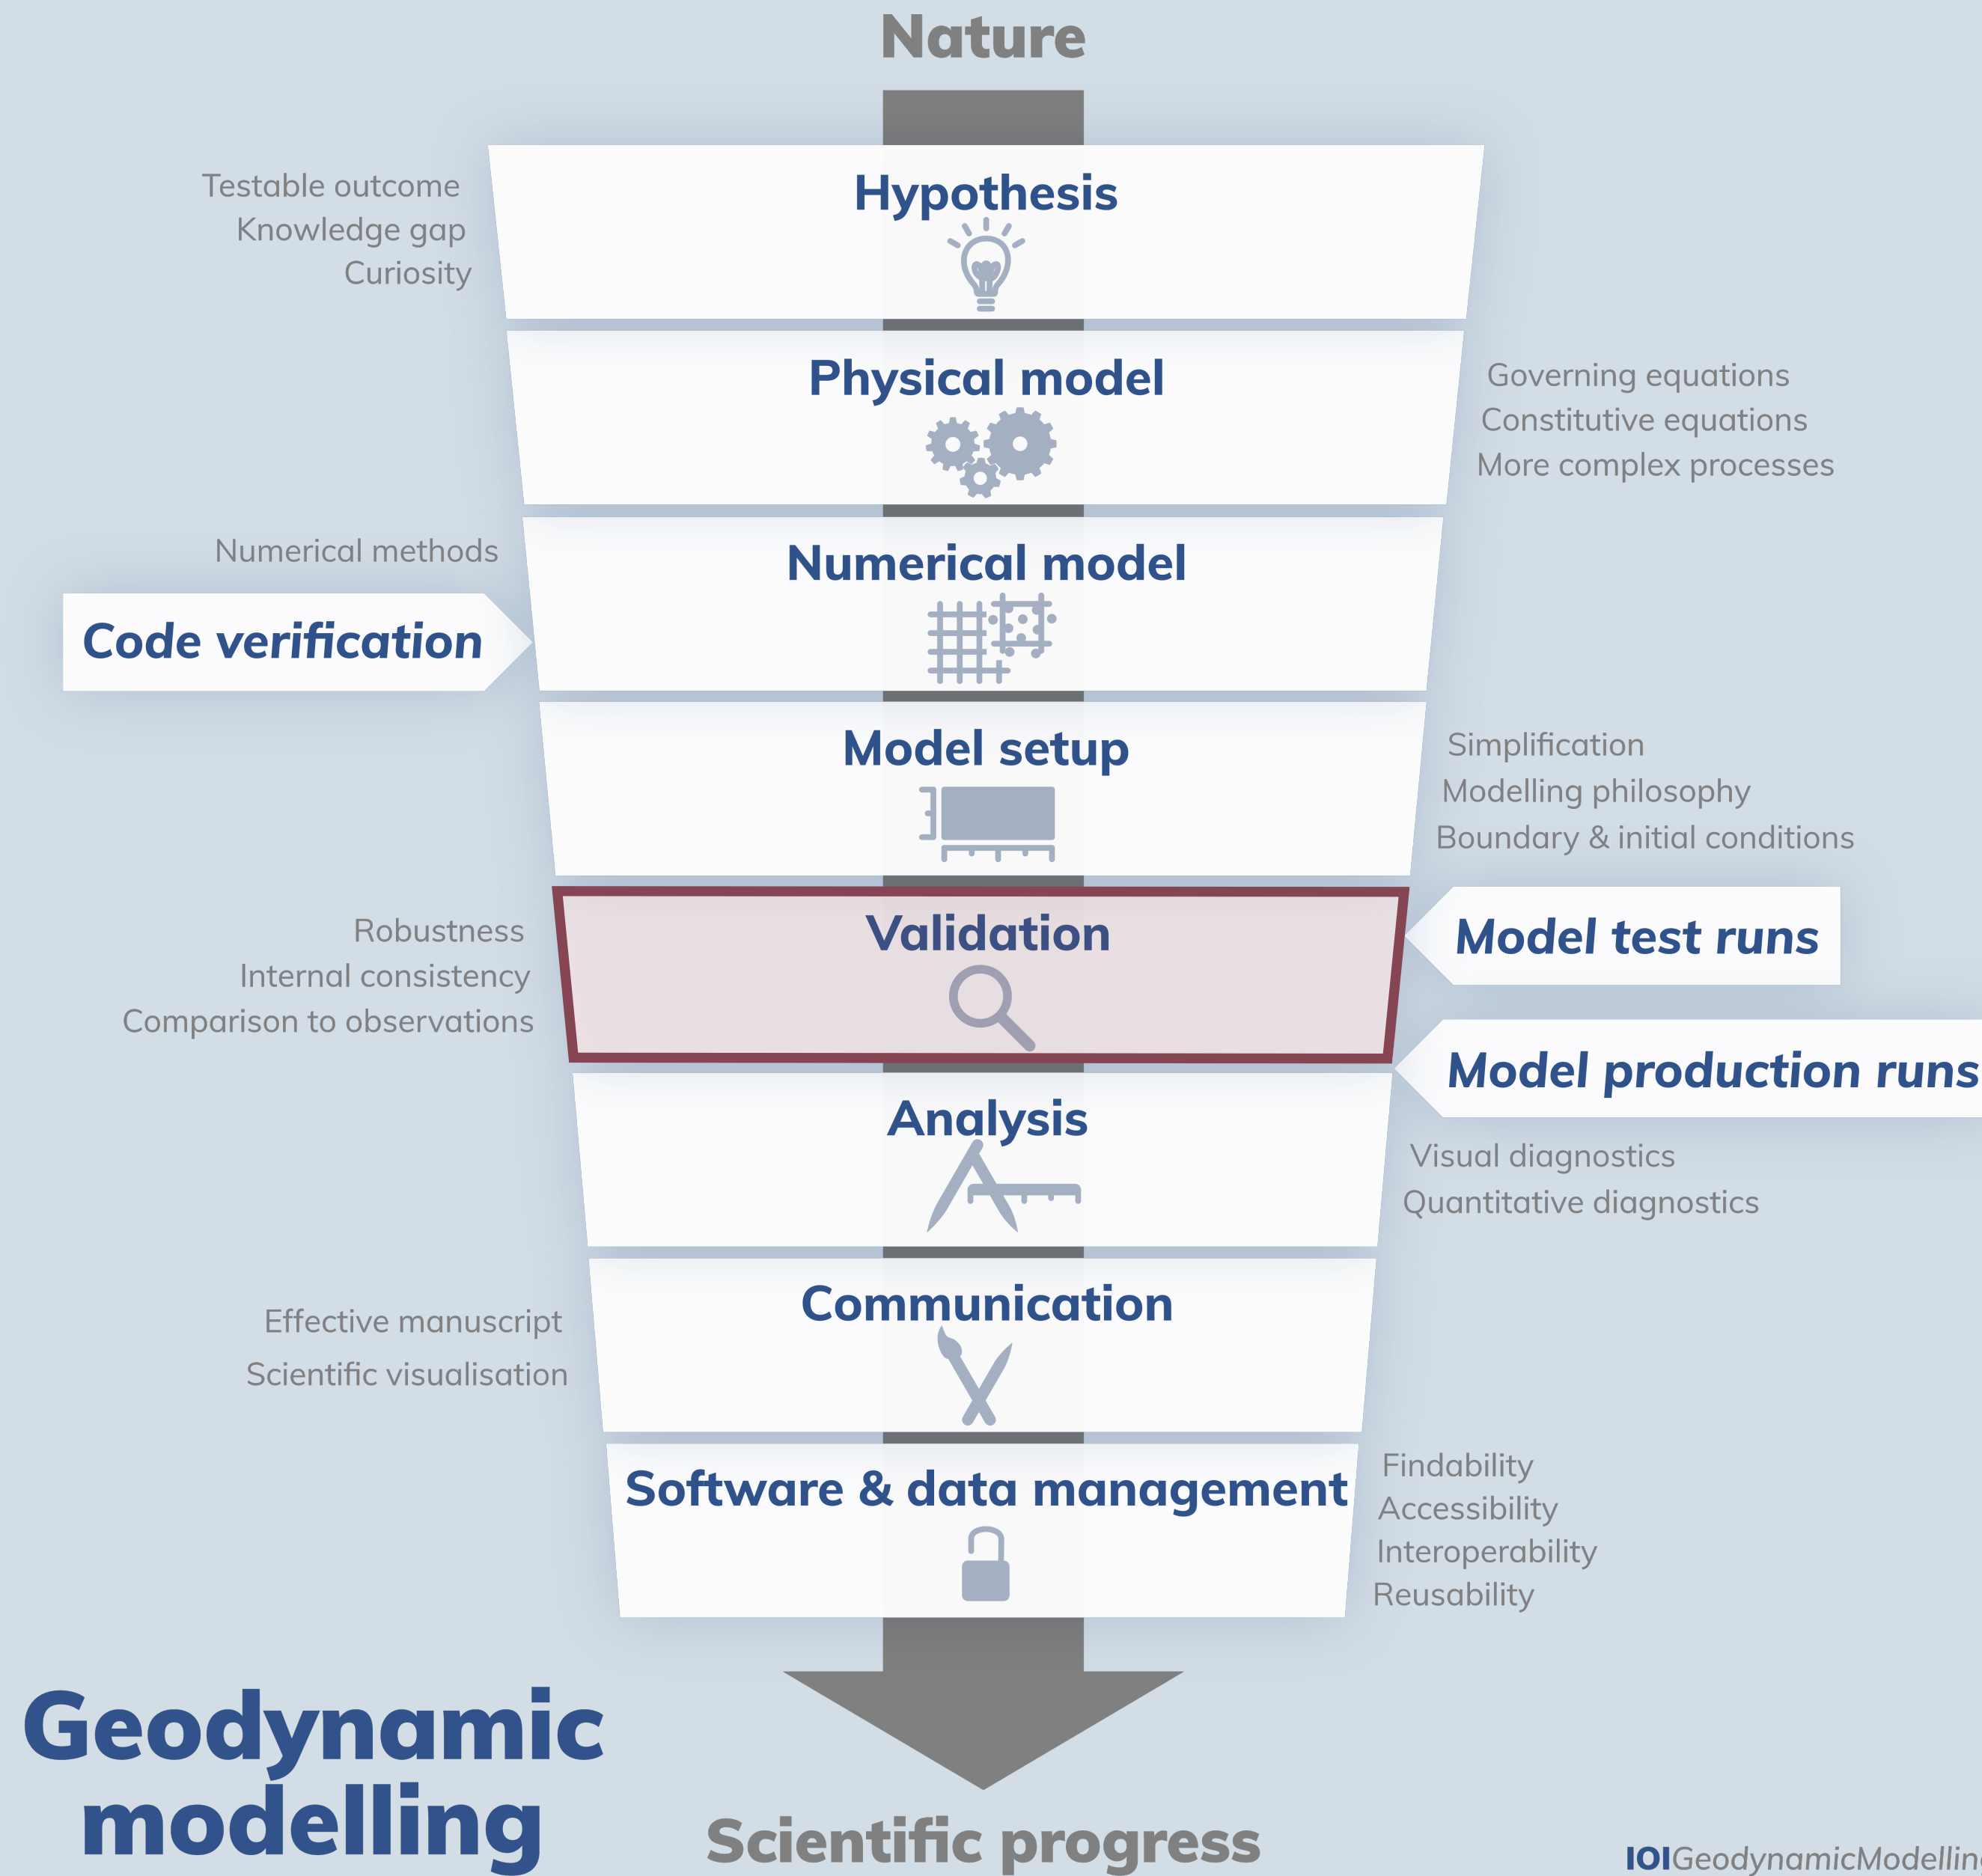 Nature
Hypothesis
Testable outcome
Knowledge gap
Curiosity
Physical model
Governing equations
Constitutive equations
More complex processes
Numerical model
Numerical methods
Code verification
Model setup
Simplification
Modelling philosophy
Boundary & initial conditions
Validation
Robustness
Internal consistency
Comparison to observations
Model test runs
Model production runs
Analysis
Visual diagnostics
Quantitative diagnostics
Communication
Effective manuscript
Scientific visualisation
Software & data management
Findability
Accessibility
Interoperability
Reusability
Geodynamic
modelling
Scientific progress
IOIGeodynamicModelling